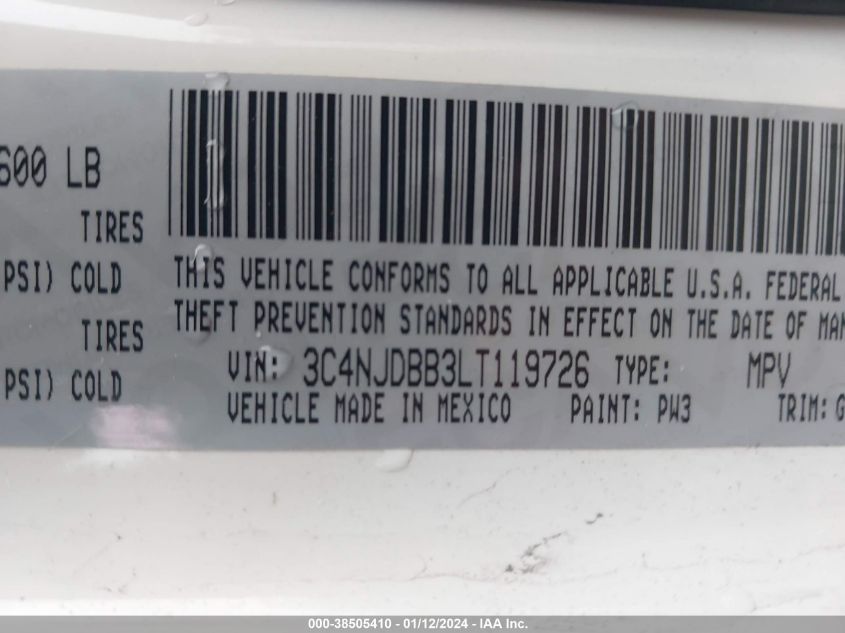 600 LB
TIRES
PSI) COLD
TIRES
PSI) COLD
THIS VEHICLE CONFORMS TO ALL APPLICABLE U.S.A. FEDERAL
THEFT PREVENTION STANDARDS IN EFFECT ON THE DATE OF MAN
VIN: 3C4NJDBB3LT119726 TYPE: MPV
VEHICLE MADE IN MEXICO PAINT: PW3 TRIM: G
000-38505410 - 01/12/2024 - IAA Inc.